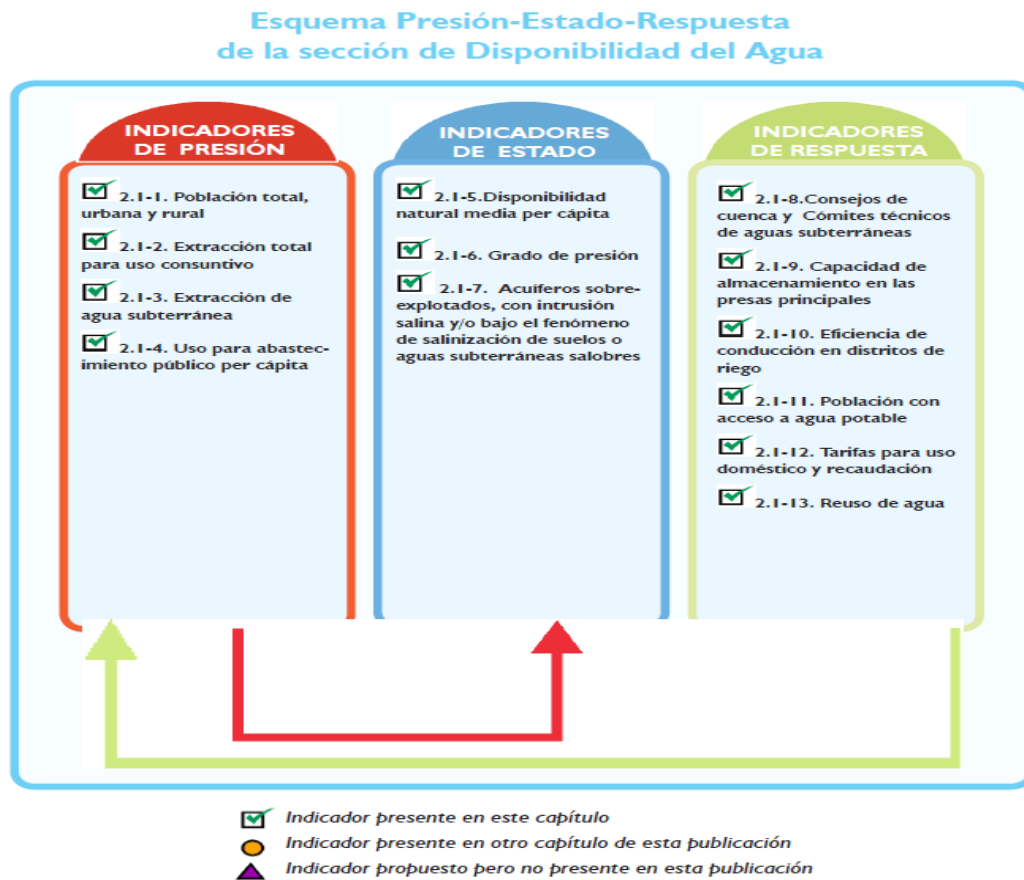 Esquema Presión-Estado-Respuesta
de la sección de Disponibilidad del Agua
INDICADORES
DE PRESIÓN
2.1-1. Población total,
urbana y rural
2.1-2. Extracción total
para uso consuntivo
2.1-3. Extracción de
agua subterránea
2.1-4. Uso para abastec-
imiento público per cápita
INDICADORES
DE ESTADO
2.1-5.Disponibilidad
natural media per cápita
2.1-6. Grado de presión
2.1-7. Acuíferos sobre-
explotados, con intrusión
salina y/o bajo el fenómeno
de salinización de suelos o
aguas subterráneas salobres
INDICADORES
DE RESPUESTA
2.1-8.Consejos de
cuenca y Cómites técnicos
de aguas subterráneas
2.1-9. Capacidad de
almacenamiento en las
presas principales
2.1-10. Eficiencia de
conducción en distritos de
riego
2.1-11. Población con
acceso a agua potable
2.1-12. Tarifas para uso
doméstico y recaudación
2.1-13. Reuso de agua
Indicador presente en este capítulo
Indicador presente en otro capítulo de esta publicación
Indicador propuesto pero no presente en esta publicación